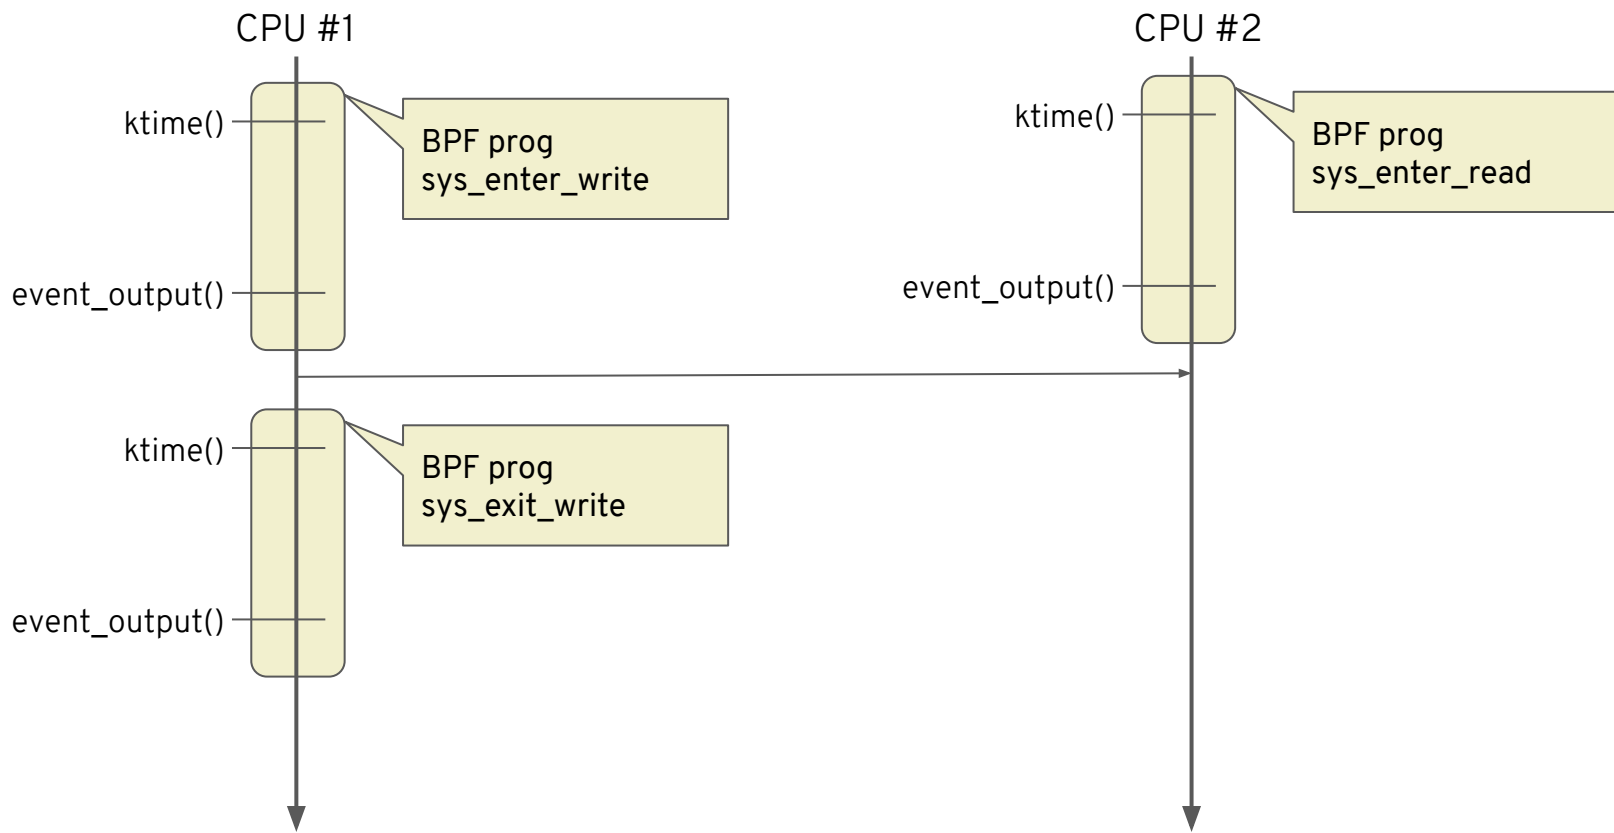 CPU #1
CPU #2
ktime()
BPF prog
sys_enter_write
event_output()
ktime()
BPF prog
sys_enter_read
event_output()
ktime()
BPF prog
sys_exit_write
event_output()